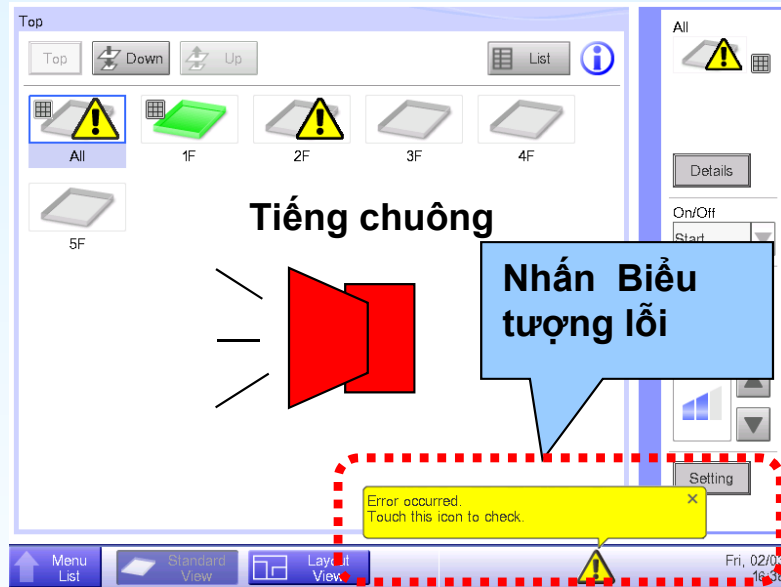 Top
Top Down Up List
All 1F 2F 3F 4F
5F
Tiếng chuông
Nhấn Biểu
tượng lỗi
All
Details
On/Off
Start
Setting
Error occurred.
Touch this icon to check.
Menu
List
Standard
View
Layout
View
Fri, 02/0